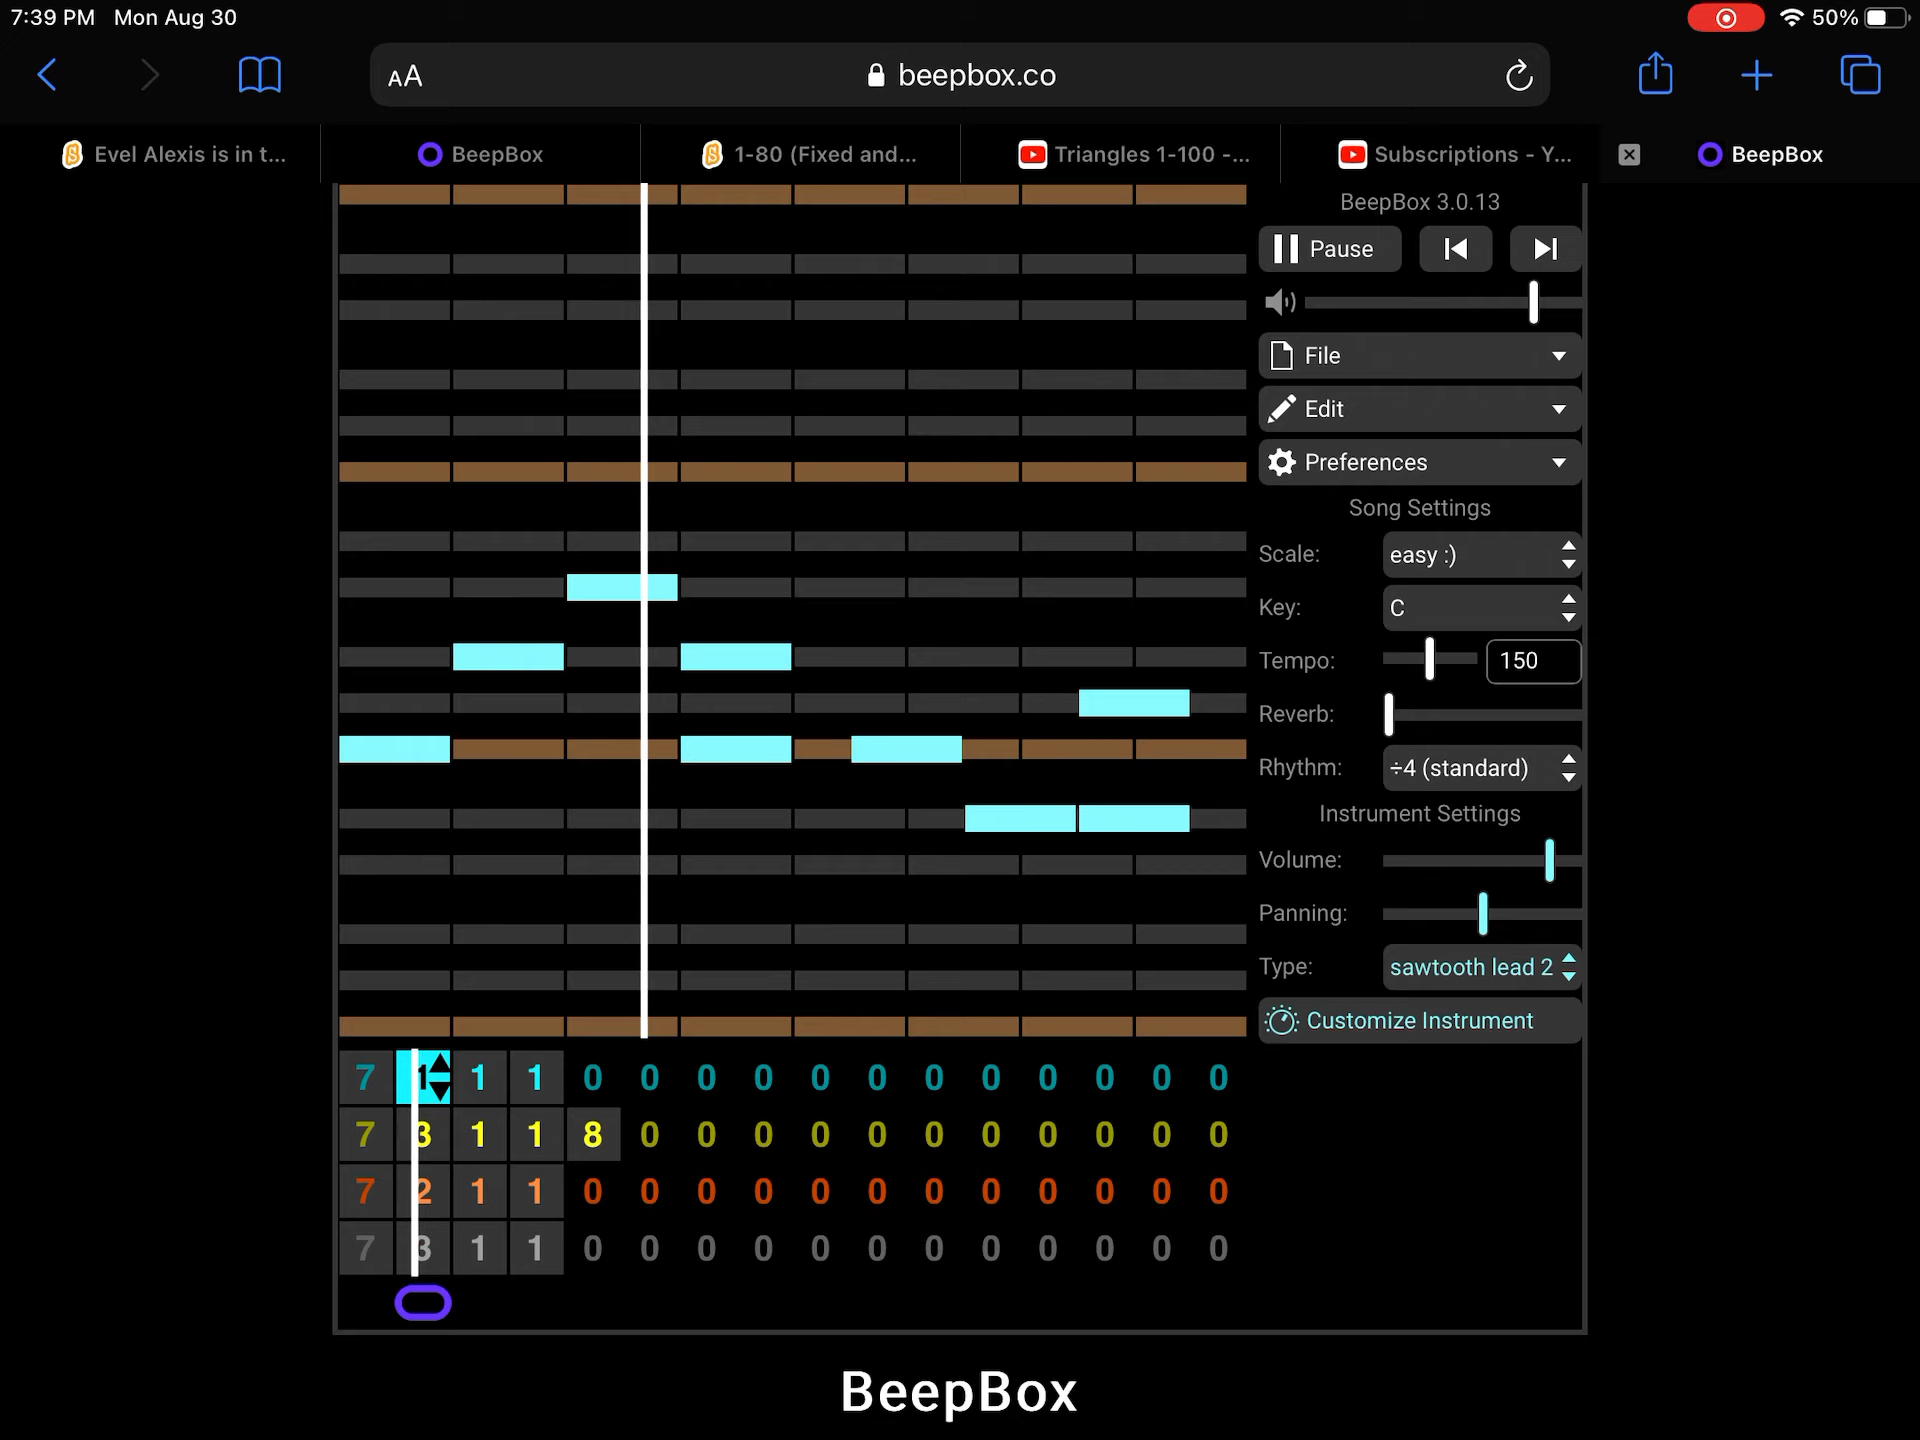 7:39 PM Mon Aug 30 50%
AA beepbox.co
Evel Alexis is in t... BeepBox 1-80 (Fixed and... Triangles 1-100 -... Subscriptions - Y... BeepBox
BeepBox 3.0.13
Pause
File
Edit
Preferences
Song Settings
Scale: easy :)
Key: C
Tempo: 150
Reverb:
Rhythm: ÷4 (standard)
Instrument Settings
Volume:
Panning:
Type: sawtooth lead 2
Customize Instrument
7 1 1 1 0 0 0 0 0 0 0 0 0 0 0 0
7 3 1 1 8 0 0 0 0 0 0 0 0 0 0 0
7 2 1 1 0 0 0 0 0 0 0 0 0 0 0 0
7 3 1 1 0 0 0 0 0 0 0 0 0 0 0 0
BeepBox